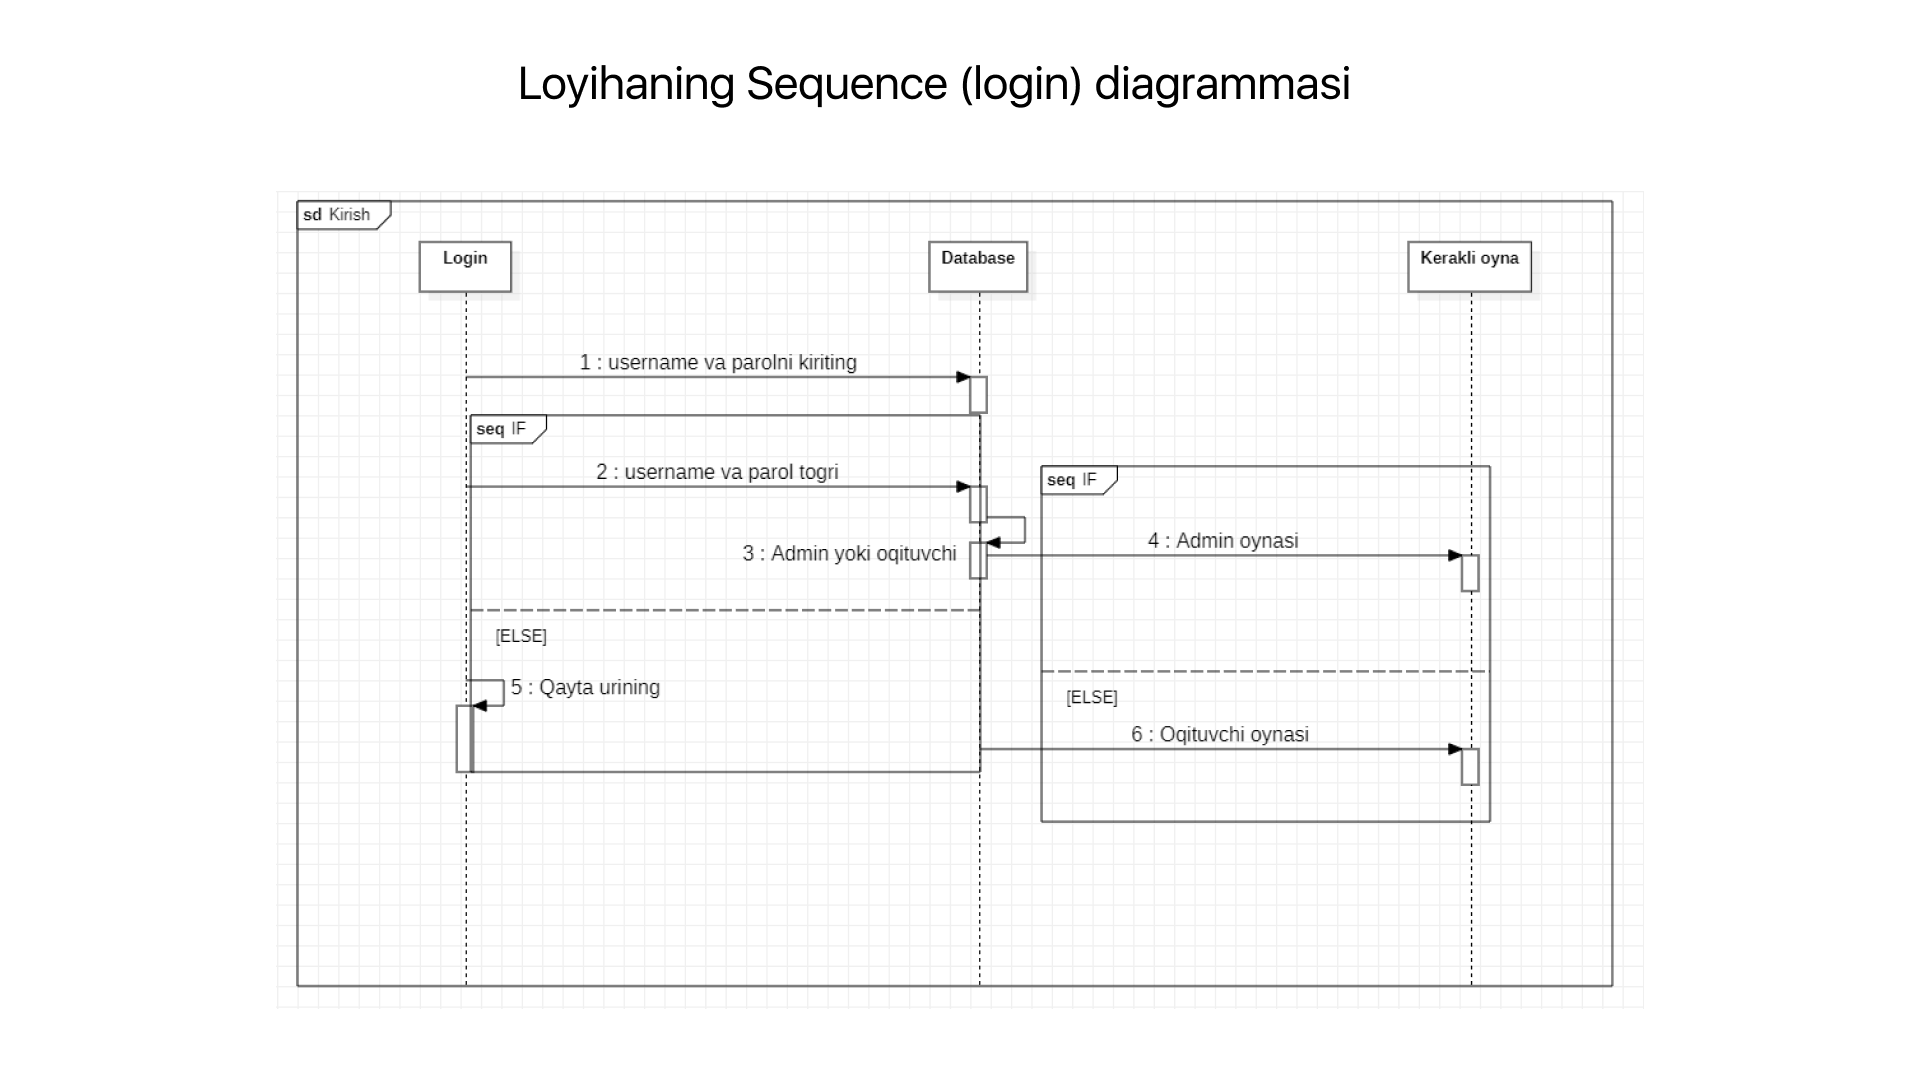 Loyihaning Sequence (login) diagrammasi
sd Kirish
Login
Database
Kerakli oyna
1 : username va parolni kiriting
seq IF
2 : username va parol togri
seq IF
3 : Admin yoki oqituvchi
4 : Admin oynasi
[ELSE]
5 : Qayta urining
[ELSE]
6 : Oqituvchi oynasi